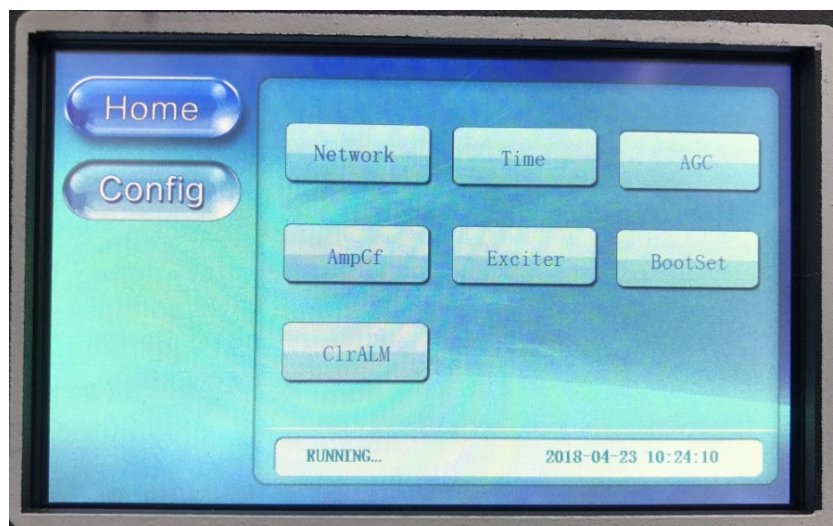 Home
Config
Network Time AGC
AmpCf Exciter BootSet
ClrALM
RUNNING... 2018-04-23 10:24:10